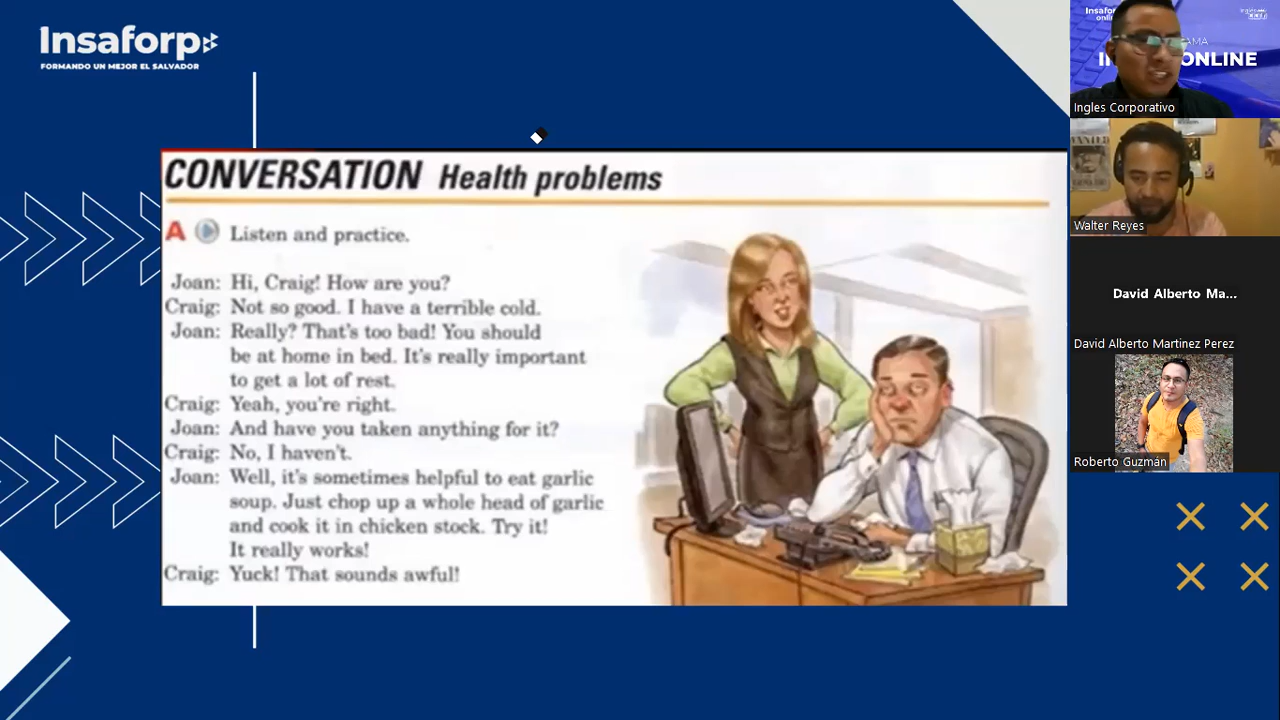 Insaforp
FORMANDO UN MEJOR EL SALVADOR
CONVERSATION Health problems
A Listen and practice.
Joan: Hi, Craig! How are you?
Craig: Not so good. I have a terrible cold.
Joan: Really? That's too bad! You should
be at home in bed. It's really important
to get a lot of rest.
Craig: Yeah, you're right.
Joan: And have you taken anything for it?
Craig: No, I haven't.
Joan: Well, it's sometimes helpful to eat garlic
soup. Just chop up a whole head of garlic
and cook it in chicken stock. Try it!
It really works!
Craig: Yuck! That sounds awful!
ONLINE
Ingles Corporativo
WANTED
Walter Reyes
David Alberto Ma...
David Alberto Martinez Perez
Roberto Guzmán